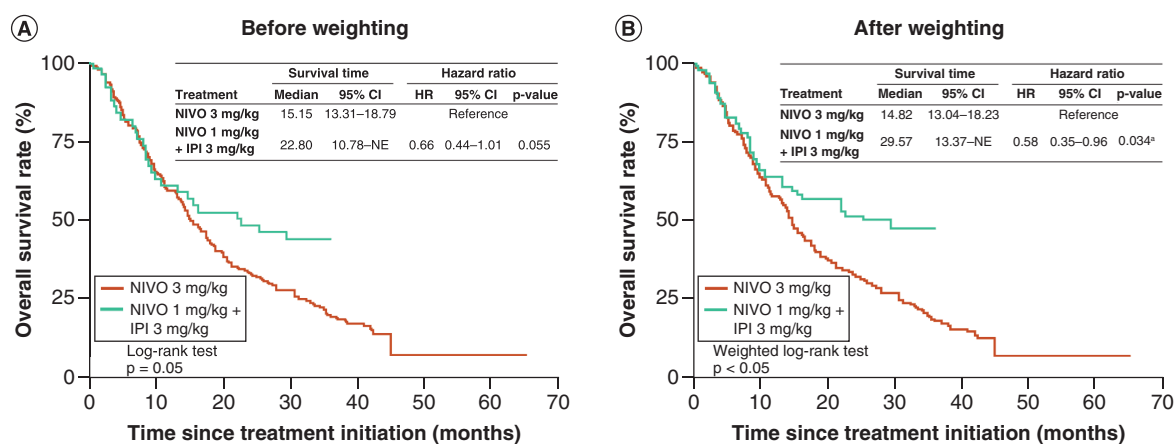 A Before weighting
Overall survival rate (%)
100
75
50
25
0
Survival time Hazard ratio
Treatment Median 95% CI HR 95% CI p-value
NIVO 3 mg/kg 15.15 13.31–18.79 Reference
NIVO 1 mg/kg
+ IPI 3 mg/kg 22.80 10.78–NE 0.66 0.44–1.01 0.055
NIVO 3 mg/kg
NIVO 1 mg/kg +
IPI 3 mg/kg
Log-rank test
p = 0.05
0 10 20 30 40 50 60 70
Time since treatment initiation (months)
B After weighting
Overall survival rate (%)
100
75
50
25
0
Survival time Hazard ratio
Treatment Median 95% CI HR 95% CI p-value
NIVO 3 mg/kg 14.82 13.04–18.23 Reference
NIVO 1 mg/kg
+ IPI 3 mg/kg 29.57 13.37–NE 0.58 0.35–0.96 0.034ᵃ
NIVO 3 mg/kg
NIVO 1 mg/kg +
IPI 3 mg/kg
Weighted log-rank test
p < 0.05
0 10 20 30 40 50 60 70
Time since treatment initiation (months)